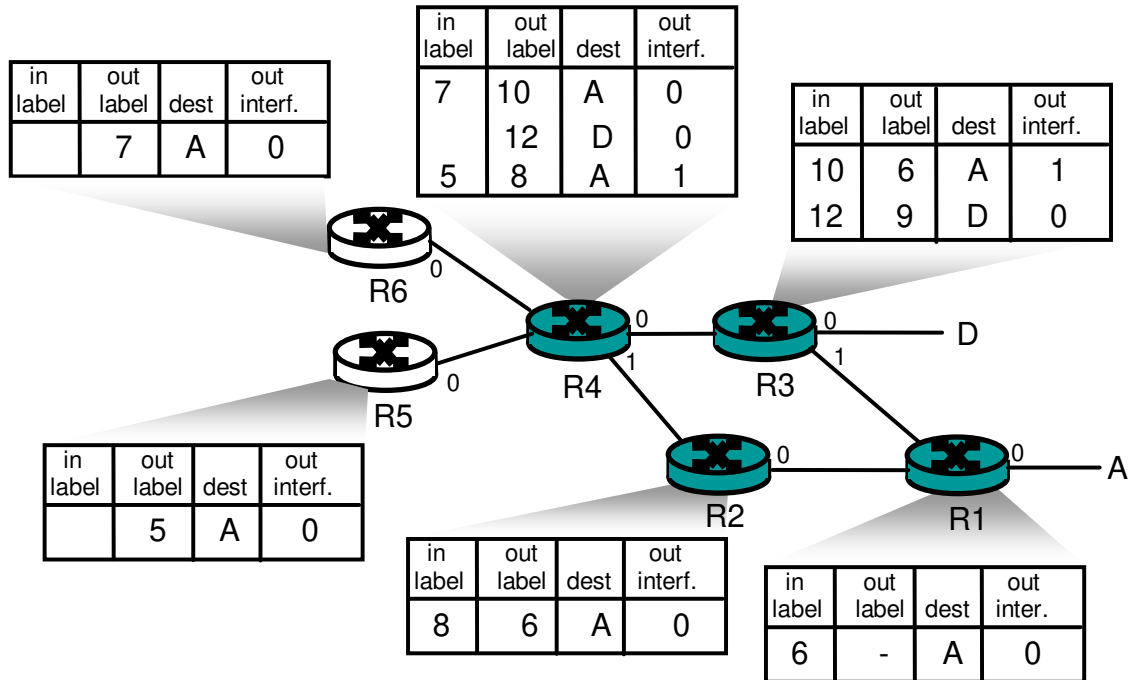 in out dest out
label label interf.
7 10 A 0
12 D 0
5 8 A 1
in out dest out
label label interf.
7 A 0
in out dest out
label label interf.
10 6 A 1
12 9 D 0
R6
0
R5
0
R4
0
1
R3
0
1
D
R2
0
R1
0
A
in out dest out
label label interf.
5 A 0
in out dest out
label label interf.
8 6 A 0
in out dest out
label label inter.
6 - A 0